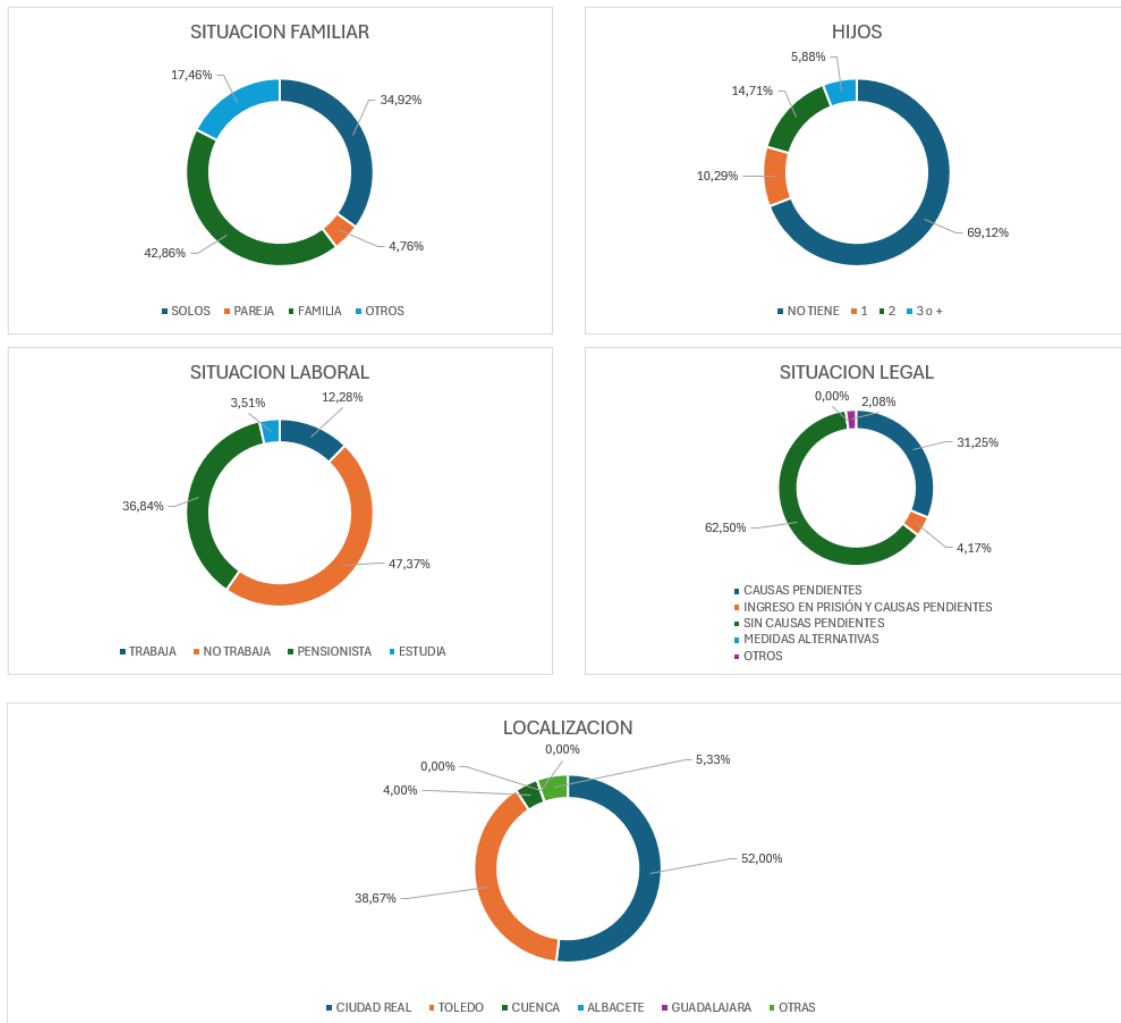 SITUACION FAMILIAR
17,46%
34,92%
42,86%
4,76%
SOLOS PAREJA FAMILIA OTROS
HIJOS
5,88%
14,71%
10,29%
69,12%
NO TIENE 1 2 3 o +
SITUACION LABORAL
3,51%
12,28%
36,84%
47,37%
TRABAJA NO TRABAJA PENSIONISTA ESTUDIA
SITUACION LEGAL
0,00%
2,08%
31,25%
62,50%
4,17%
CAUSAS PENDIENTES
INGRESO EN PRISIÓN Y CAUSAS PENDIENTES
SIN CAUSAS PENDIENTES
MEDIDAS ALTERNATIVAS
OTROS
LOCALIZACION
0,00%
0,00%
5,33%
4,00%
52,00%
38,67%
CIUDAD REAL TOLEDO CUENCA ALBACETE GUADALAJARA OTRAS